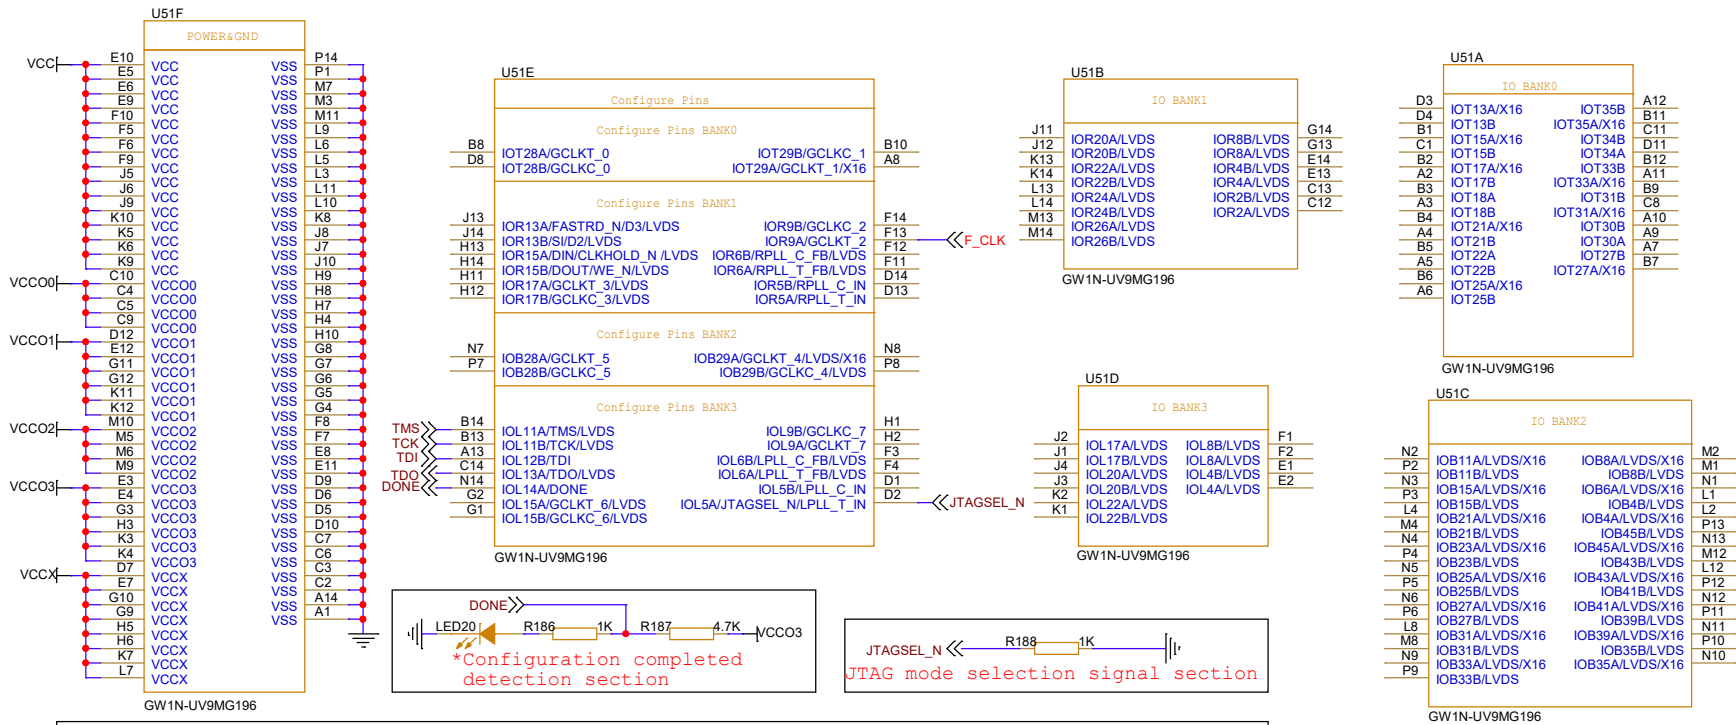 U51F
POWER&GND
VCC
E10 VCC VSS P14
E5 VCC VSS P1
E6 VCC VSS M7
E9 VCC VSS M3
F10 VCC VSS M11
F5 VCC VSS L9
F6 VCC VSS L6
F9 VCC VSS L5
J5 VCC VSS L3
J6 VCC VSS L11
J9 VCC VSS L10
K10 VCC VSS K8
K5 VCC VSS J8
K6 VCC VSS J7
K9 VCC VSS J10
VCCO0
C10 VCCO0 VSS H9
C4 VCCO0 VSS H8
C5 VCCO0 VSS H7
C9 VCCO0 VSS H4
VCCO1
D12 VCCO1 VSS H10
E12 VCCO1 VSS G8
G11 VCCO1 VSS G7
G12 VCCO1 VSS G6
K11 VCCO1 VSS G5
K12 VCCO1 VSS G4
VCCO2
M10 VCCO2 VSS F8
M5 VCCO2 VSS F7
M6 VCCO2 VSS E8
M9 VCCO2 VSS E11
VCCO3
E3 VCCO3 VSS D9
E4 VCCO3 VSS D6
G3 VCCO3 VSS D5
H3 VCCO3 VSS D10
K3 VCCO3 VSS C7
K4 VCCO3 VSS C6
VCCX
D7 VCCX VSS C3
E7 VCCX VSS C2
G10 VCCX VSS A14
G9 VCCX VSS A1
H5 VCCX
H6 VCCX
K7 VCCX
L7 VCCX
GW1N-UV9MG196
U51E
Configure Pins
Configure Pins BANK0
B8 IOT28A/GCLKT_0 IOT29B/GCLKC_1 B10
D8 IOT28B/GCLKC_0 IOT29A/GCLKT_1/X16 A8
Configure Pins BANK1
J13 IOR13A/FASTRD_N/D3/LVDS IOR9B/GCLKC_2 F14
J14 IOR13B/SI/D2/LVDS IOR9A/GCLKT_2 F13 F_CLK
H13 IOR15A/DIN/CLKHOLD_N /LVDS IOR6B/RPLL_C_FB/LVDS F12
H14 IOR15B/DOUT/WE_N/LVDS IOR6A/RPLL_T_FB/LVDS F11
H11 IOR17A/GCLKT_3/LVDS IOR5B/RPLL_C_IN D14
H12 IOR17B/GCLKC_3/LVDS IOR5A/RPLL_T_IN D13
Configure Pins BANK2
N7 IOB28A/GCLKT_5 IOB29A/GCLKT_4/LVDS/X16 N8
P7 IOB28B/GCLKC_5 IOB29B/GCLKC_4/LVDS P8
Configure Pins BANK3
TMS B14 IOL11A/TMS/LVDS IOL9B/GCLKC_7 H1
TCK B13 IOL11B/TCK/LVDS IOL9A/GCLKT_7 H2
TDI A13 IOL12B/TDI IOL6B/LPLL_C_FB/LVDS F3
TDO C14 IOL13A/TDO/LVDS IOL6A/LPLL_T_FB/LVDS F4
DONE N14 IOL14A/DONE IOL5B/LPLL_C_IN D1
G2 IOL15A/GCLKT_6/LVDS IOL5A/JTAGSEL_N/LPLL_T_IN D2 JTAGSEL_N
G1 IOL15B/GCLKC_6/LVDS
GW1N-UV9MG196
U51B
IO BANK1
J11 IOR20A/LVDS IOR8B/LVDS G14
J12 IOR20B/LVDS IOR8A/LVDS G13
K13 IOR22A/LVDS IOR4B/LVDS E14
K14 IOR22B/LVDS IOR4A/LVDS E13
L13 IOR24A/LVDS IOR2B/LVDS C13
L14 IOR24B/LVDS IOR2A/LVDS C12
M13 IOR26A/LVDS
M14 IOR26B/LVDS
GW1N-UV9MG196
U51A
IO BANK0
D3 IOT13A/X16 IOT35B A12
D4 IOT13B IOT35A/X16 B11
B1 IOT15A/X16 IOT34B C11
C1 IOT15B IOT34A D11
B2 IOT17A/X16 IOT33B B12
A2 IOT17B IOT33A/X16 A11
B3 IOT18A IOT31B B9
A3 IOT18B IOT31A/X16 C8
B4 IOT21A/X16 IOT30B A10
A4 IOT21B IOT30A A9
B5 IOT22A IOT27B A7
A5 IOT22B IOT27A/X16 B7
B6 IOT25A/X16
A6 IOT25B
GW1N-UV9MG196
U51D
IO BANK3
J2 IOL17A/LVDS IOL8B/LVDS F1
J1 IOL17B/LVDS IOL8A/LVDS F2
J4 IOL20A/LVDS IOL4B/LVDS E1
J3 IOL20B/LVDS IOL4A/LVDS E2
K2 IOL22A/LVDS
K1 IOL22B/LVDS
GW1N-UV9MG196
U51C
IO BANK2
N2 IOB11A/LVDS/X16 IOB8A/LVDS/X16 M2
P2 IOB11B/LVDS IOB8B/LVDS M1
N3 IOB15A/LVDS/X16 IOB6A/LVDS/X16 N1
P3 IOB15B/LVDS IOB4B/LVDS L1
L4 IOB21A/LVDS/X16 IOB4A/LVDS/X16 L2
M4 IOB21B/LVDS IOB45B/LVDS P13
N4 IOB23A/LVDS/X16 IOB45A/LVDS/X16 N13
P4 IOB23B/LVDS IOB43B/LVDS M12
N5 IOB25A/LVDS/X16 IOB43A/LVDS/X16 L12
P5 IOB25B/LVDS IOB41B/LVDS P12
N6 IOB27A/LVDS/X16 IOB41A/LVDS/X16 N12
P6 IOB27B/LVDS IOB39B/LVDS P11
L8 IOB31A/LVDS/X16 IOB39A/LVDS/X16 N11
M8 IOB31B/LVDS IOB35B/LVDS P10
N9 IOB33A/LVDS/X16 IOB35A/LVDS/X16 N10
P9 IOB33B/LVDS
GW1N-UV9MG196
DONE
LED20 R186 1K R187 4.7K VCCO3
*Configuration completed
detection section
JTAGSEL_N R188 1K
JTAG mode selection signal section